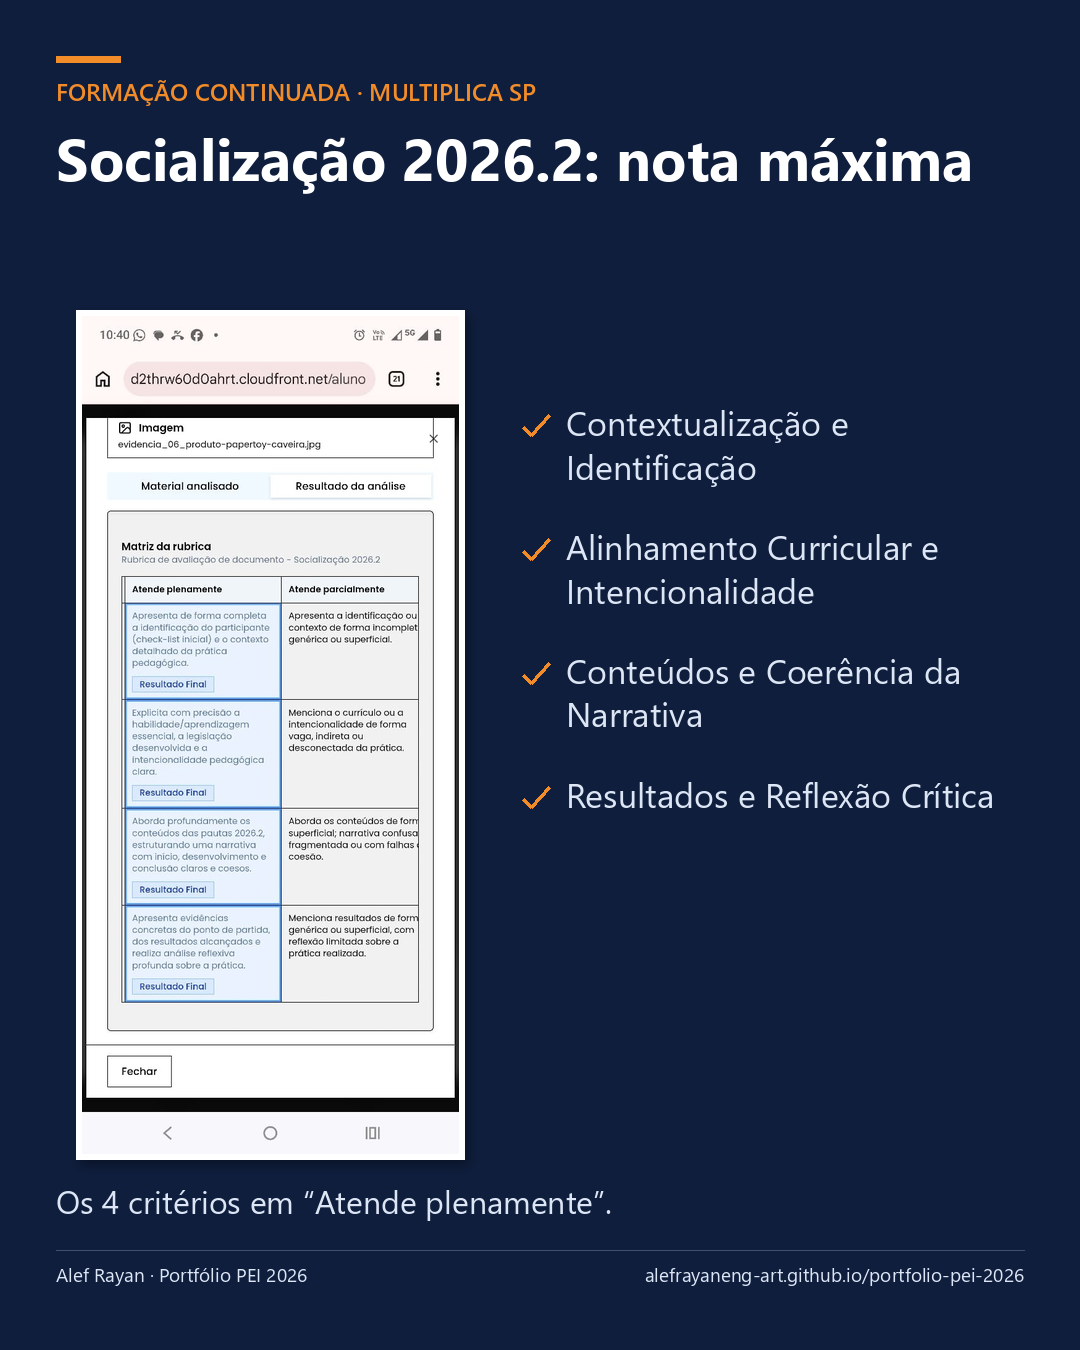 FORMAÇÃO CONTINUADA · MULTIPLICA SP
Socialização 2026.2: nota máxima
10:40
Vo))
LTE
5G
d2thrw60d0ahrt.cloudfront.net/aluno
21
Imagem
evidencia_06_produto-papertoy-caveira.jpg
Material analisado
Resultado da análise
Matriz da rubrica
Rubrica de avaliação de documento - Socialização 2026.2
Atende plenamente
Atende parcialmente
Apresenta de forma completa
a identificação do participante
(check-list inicial) e o contexto
detalhado da prática
pedagógica.
Resultado Final
Apresenta a identificação ou
contexto de forma incomplet
genérica ou superficial.
Explicita com precisão a
habilidade/aprendizagem
essencial, a legislação
desenvolvida e a
intencionalidade pedagógica
clara.
Resultado Final
Menciona o currículo ou a
intencionalidade de forma
vaga, indireta ou
desconectada da prática.
Aborda profundamente os
conteúdos das pautas 2026.2,
estruturando uma narrativa
com início, desenvolvimento e
conclusão claros e coesos.
Resultado Final
Aborda os conteúdos de form
superficial; narrativa confusa
fragmentada ou com falhas
coesão.
Apresenta evidências
concretas do ponto de partida,
dos resultados alcançados e
realiza análise reflexiva
profunda sobre a prática.
Resultado Final
Menciona resultados de form
genérica ou superficial, com
reflexão limitada sobre a
prática realizada.
Fechar
Contextualização e
Identificação
Alinhamento Curricular e
Intencionalidade
Conteúdos e Coerência da
Narrativa
Resultados e Reflexão Crítica
Os 4 critérios em “Atende plenamente”.
Alef Rayan · Portfólio PEI 2026
alefrayaneng-art.github.io/portfolio-pei-2026